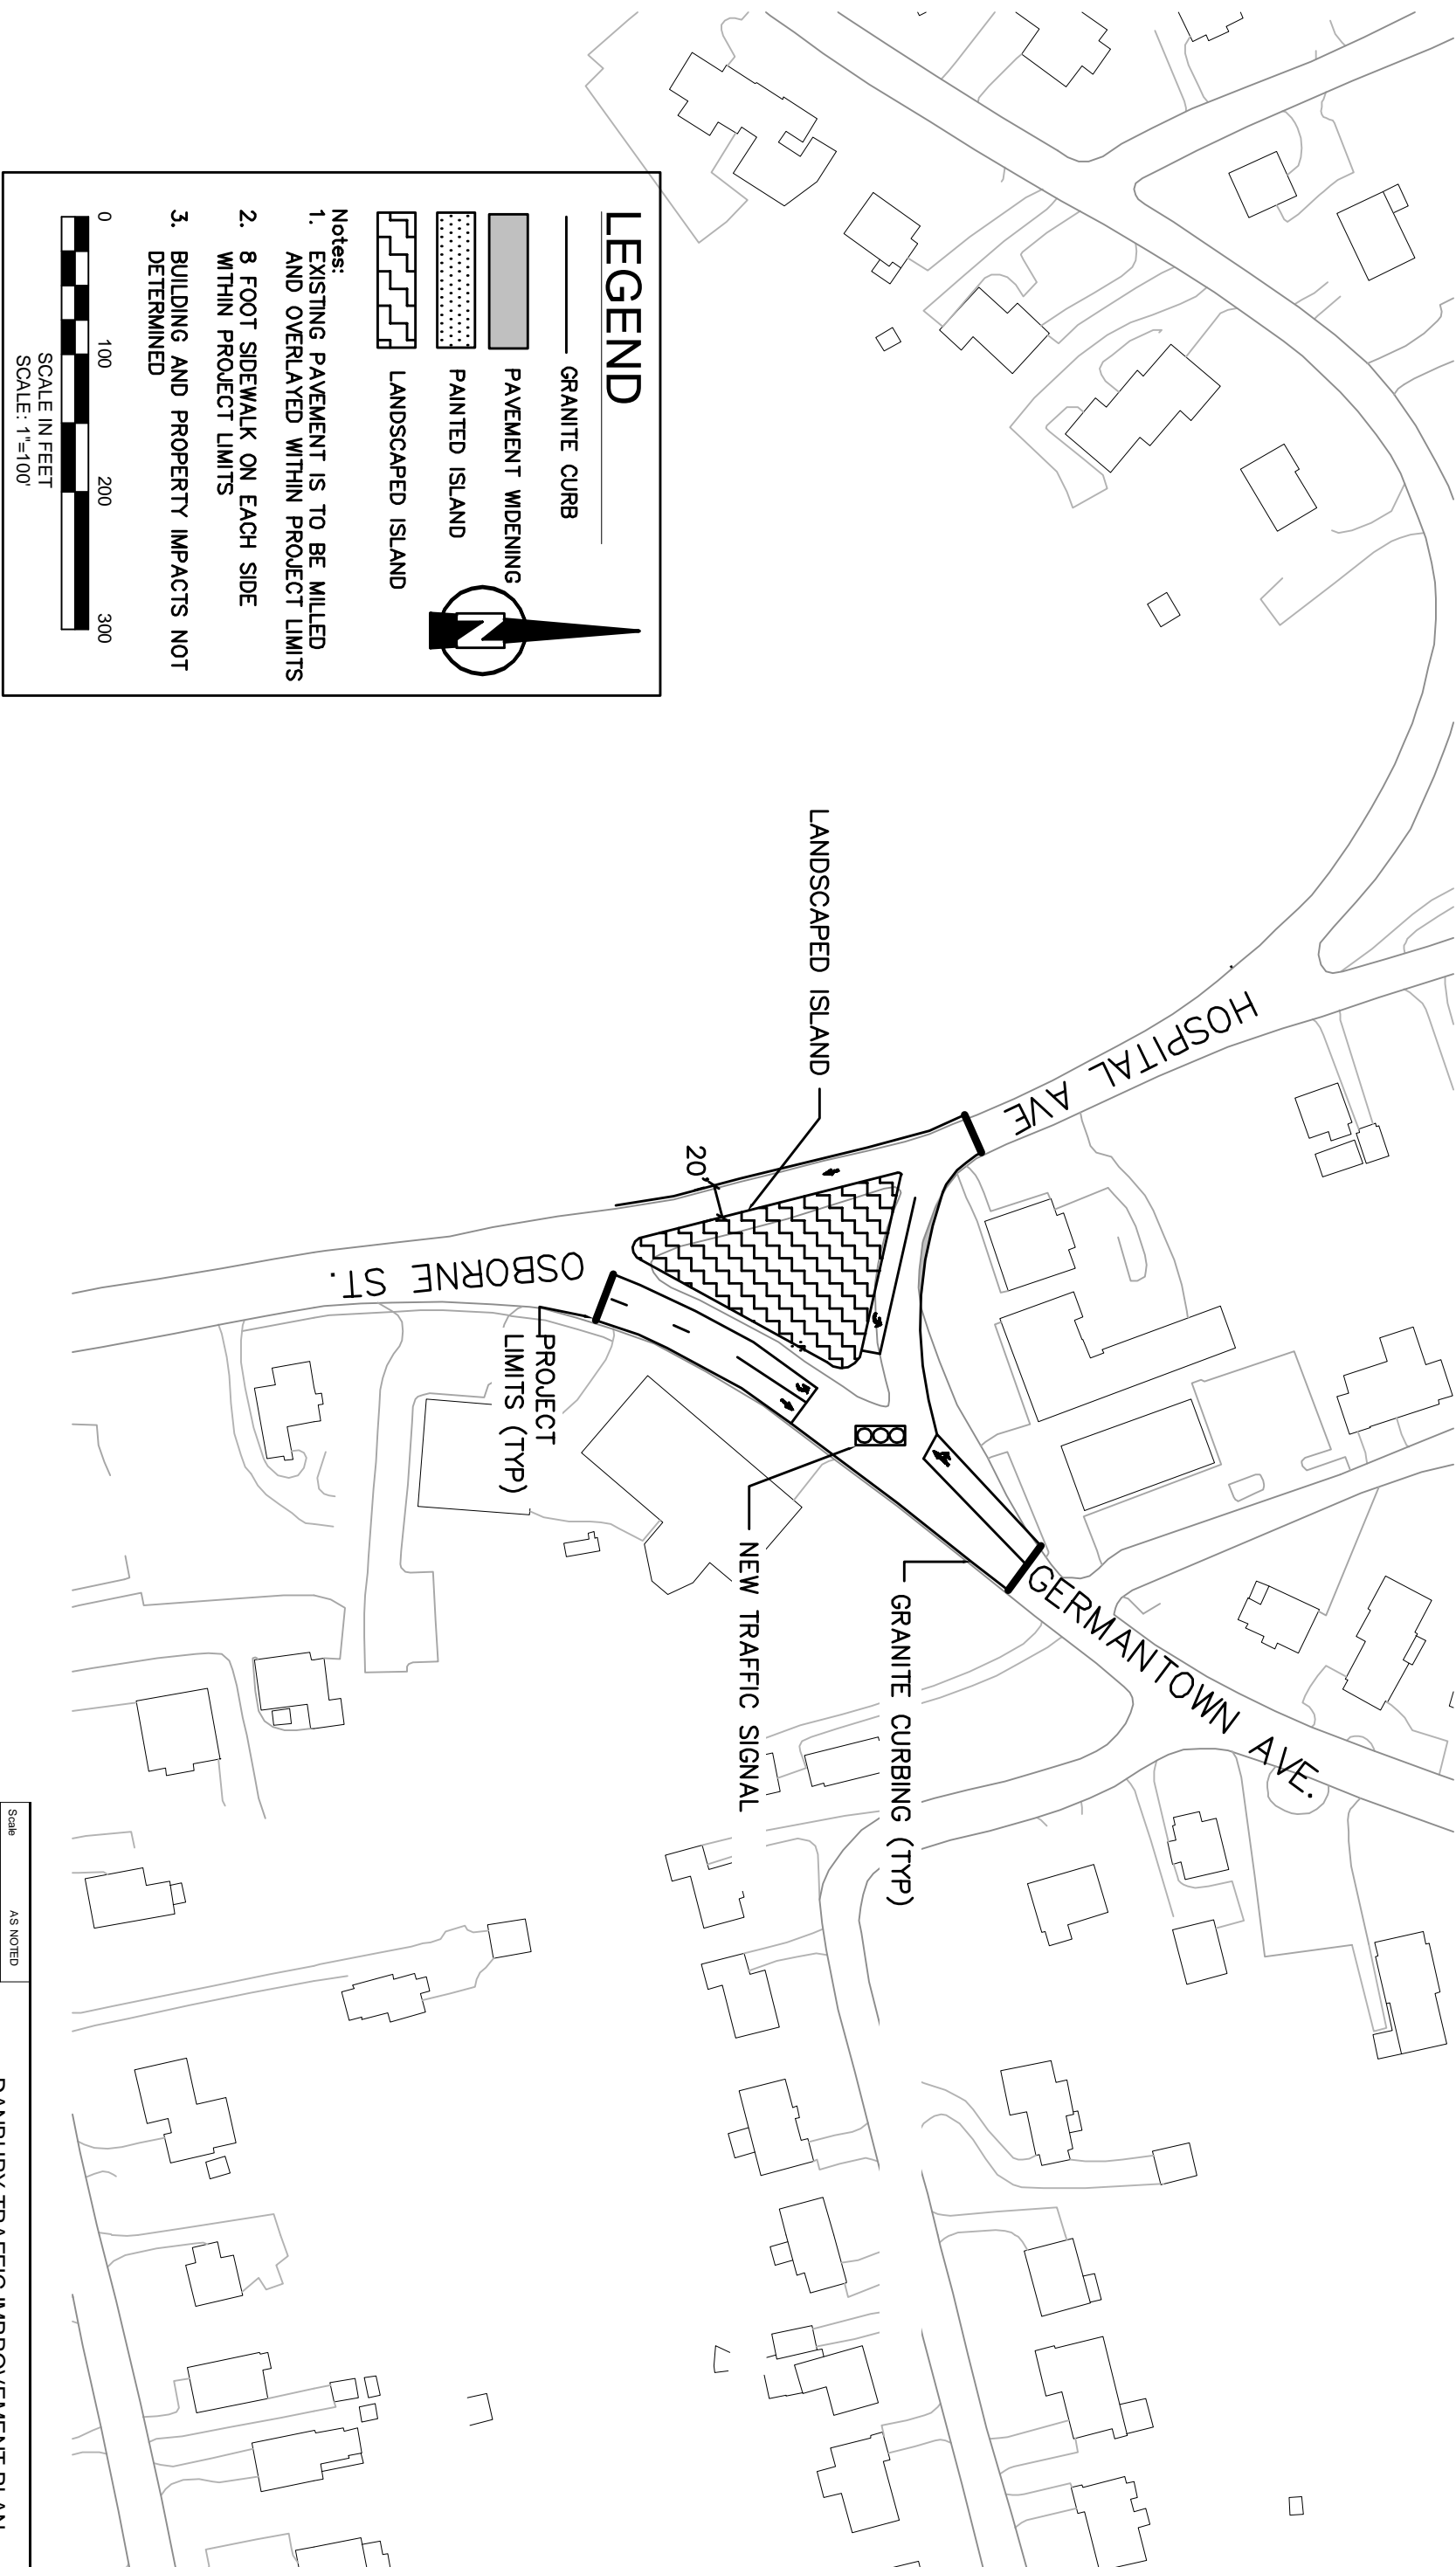 HOSPITAL AVE
LANDSCAPED ISLAND
20'
OSBORNE ST.
PROJECT
LIMITS (TYP)
GERMANTOWN AVE.
GRANITE CURBING (TYP)
NEW TRAFFIC SIGNAL
LEGEND
GRANITE CURB
PAVEMENT WIDENING
PAINTED ISLAND
LANDSCAPED ISLAND
N
Notes:
1. EXISTING PAVEMENT IS TO BE MILLED
AND OVERLAYED WITHIN PROJECT LIMITS
2. 8 FOOT SIDEWALK ON EACH SIDE
WITHIN PROJECT LIMITS
3. BUILDING AND PROPERTY IMPACTS NOT
DETERMINED
0 100 200 300
SCALE IN FEET
SCALE: 1"=100'
Scale AS NOTED